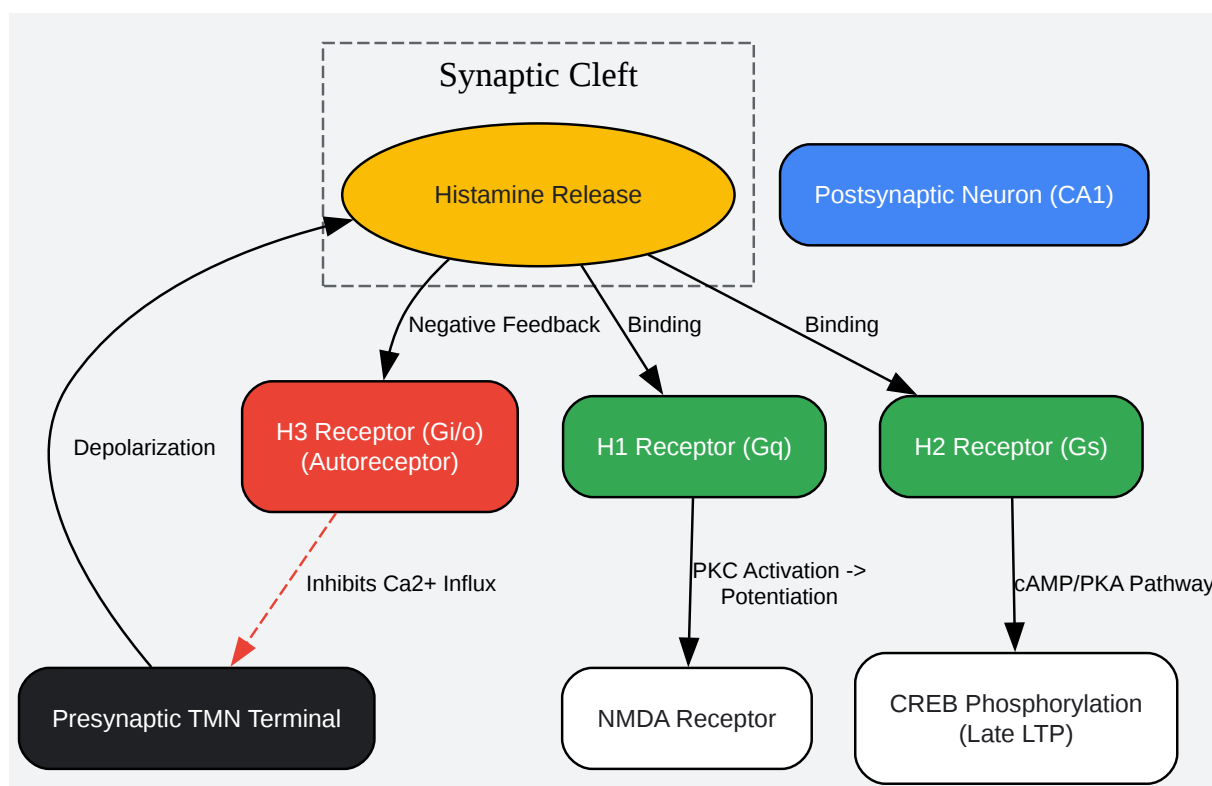 Synaptic Cleft
Histamine Release
Postsynaptic Neuron (CA1)
Negative Feedback
Binding
Binding
H3 Receptor (Gi/o)
(Autoreceptor)
H1 Receptor (Gq)
H2 Receptor (Gs)
Depolarization
Inhibits Ca2+ Influx
PKC Activation ->
Potentiation
cAMP/PKA Pathway
Presynaptic TMN Terminal
NMDA Receptor
CREB Phosphorylation
(Late LTP)